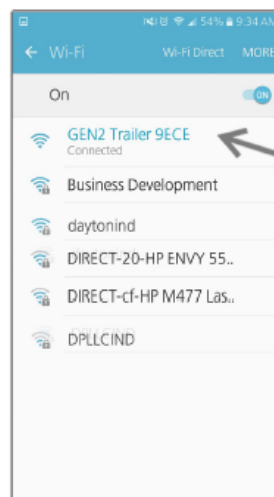 54% 9:34 AM
Wi-Fi Wi-Fi Direct MORE
On ON
GEN2 Trailer 9ECE
Connected
Business Development
daytonind
DIRECT-20-HP ENVY 55..
DIRECT-cf-HP M477 Las..
DPLLCIND